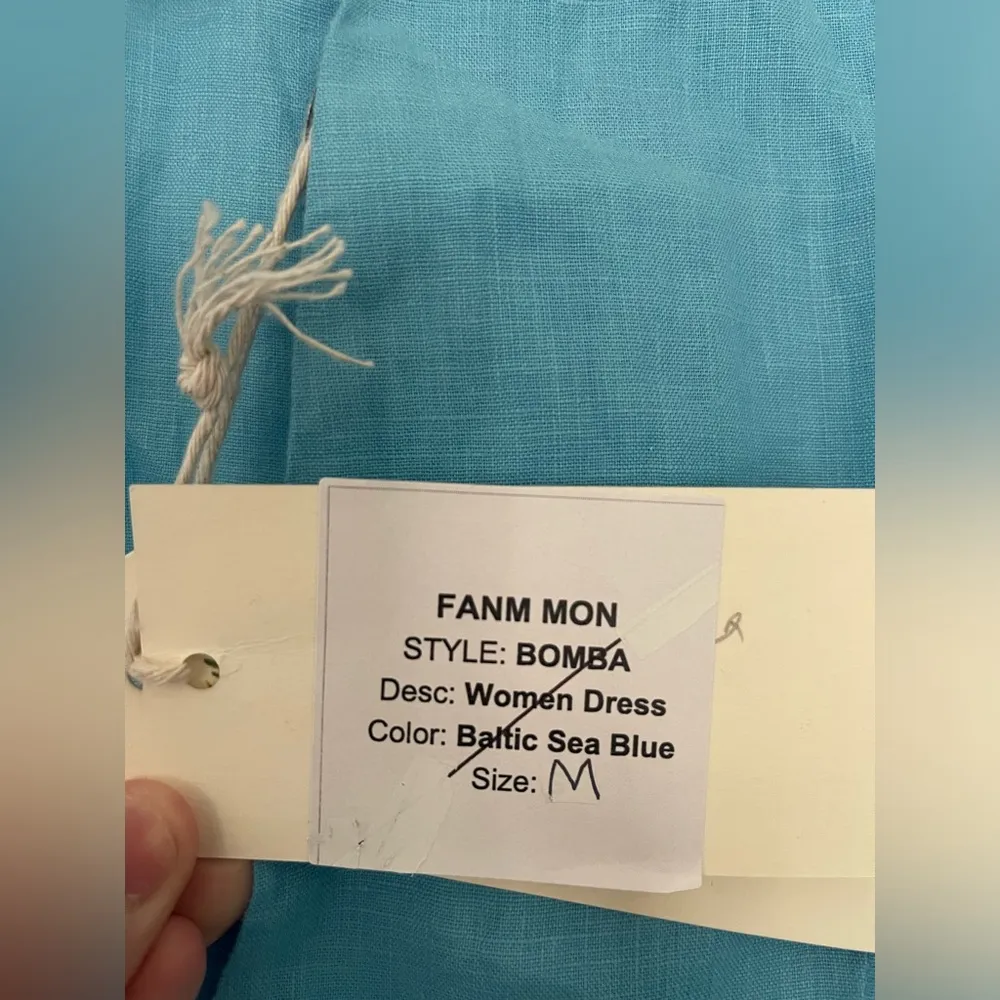 FANM MON
STYLE: BOMBA
Desc: Women Dress
Color: Baltic Sea Blue
Size: M